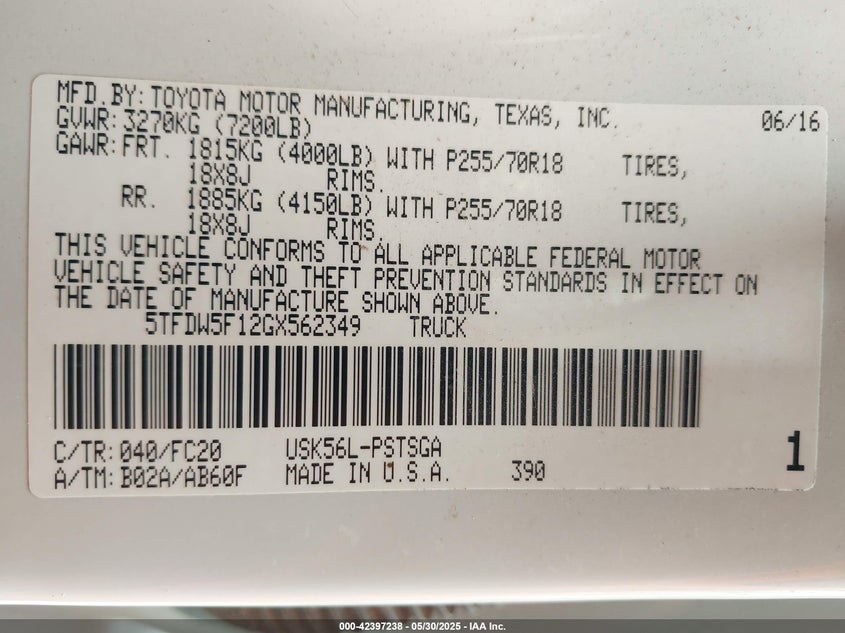 MFD.BY: TOYOTA MOTOR MANUFACTURING, TEXAS, INC. 06/16
GVWR: 3270KG (7200LB)
GAWR: FRT. 1815KG (4000LB) WITH P255/70R18 TIRES,
18X8J RIMS.
RR. 1885KG (4150LB) WITH P255/70R18 TIRES,
18X8J RIMS.
THIS VEHICLE CONFORMS TO ALL APPLICABLE FEDERAL MOTOR
VEHICLE SAFETY AND THEFT PREVENTION STANDARDS IN EFFECT ON
THE DATE OF MANUFACTURE SHOWN ABOVE.
5TFDW5F12GX562349 TRUCK
C/TR: 040/FC20 USK56L-PSTSGA
A/TM: B02A/AB60F MADE IN U.S.A. 390 1
000-42397238 - 05/30/2025 - IAA Inc.